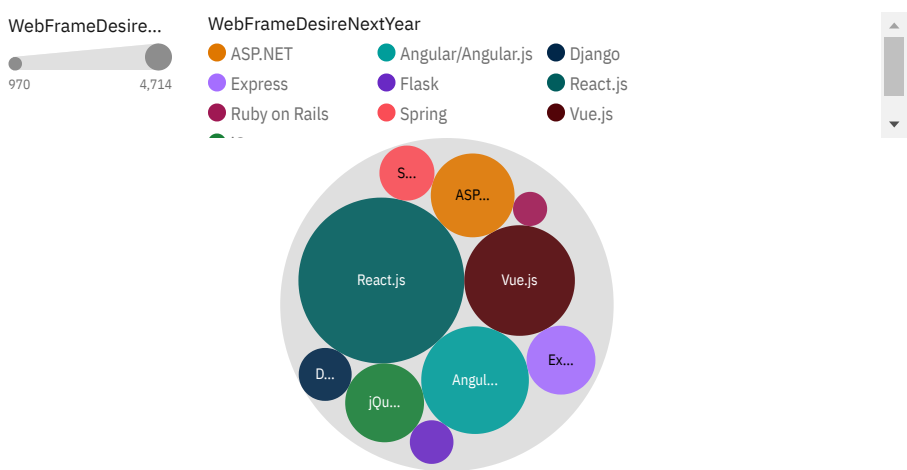 WebFrameDesire...
970 4,714
WebFrameDesireNextYear
ASP.NET Angular/Angular.js Django
Express Flask React.js
Ruby on Rails Spring Vue.js
S...
ASP...
React.js
Vue.js
Ex...
D...
Angul...
jQu...